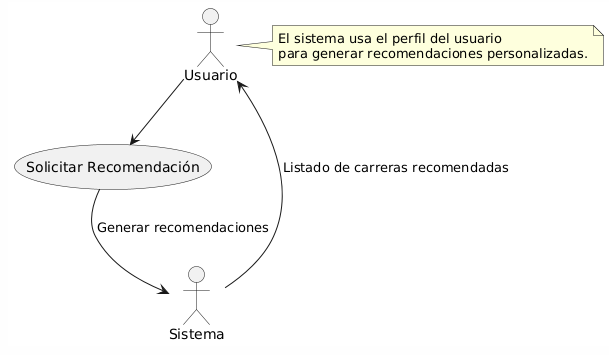 El sistema usa el perfil del usuario
para generar recomendaciones personalizadas.
Usuario
Solicitar Recomendación
Listado de carreras recomendadas
Generar recomendaciones
Sistema